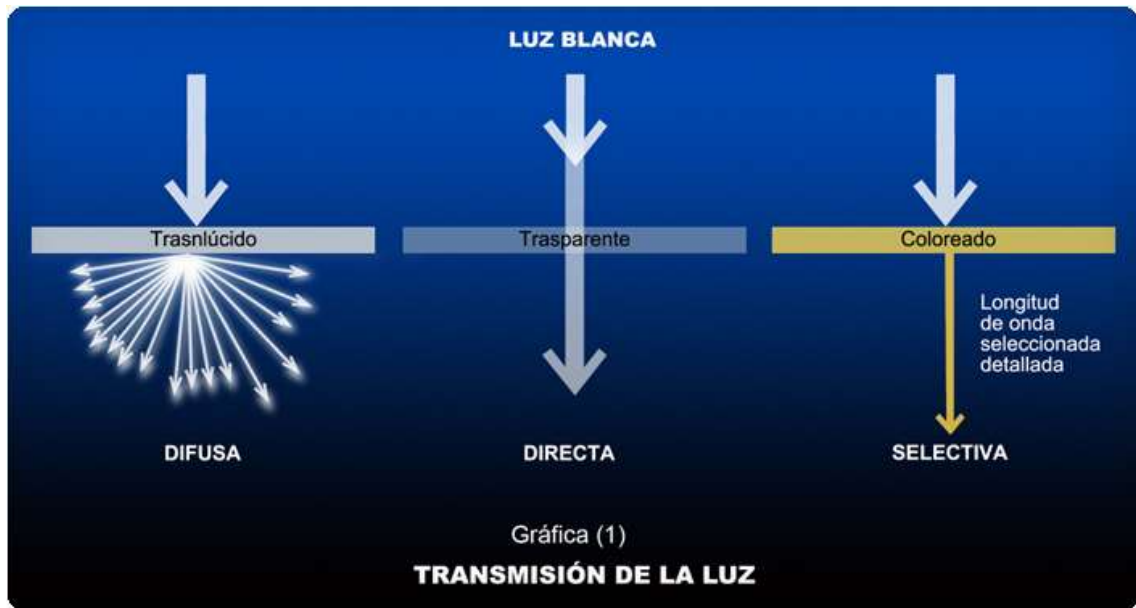 LUZ BLANCA
Trasnlúcido
Trasparente
Coloreado
Longitud
de onda
seleccionada
detallada
DIFUSA
DIRECTA
SELECTIVA
Gráfica (1)
TRANSMISIÓN DE LA LUZ